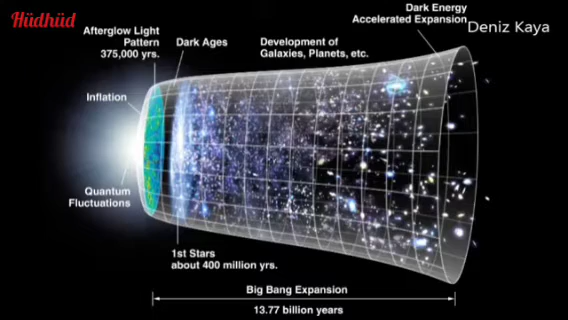 Hüdhüd
Dark Energy
Accelerated Expansion
Deniz Kaya
Afterglow Light
Pattern
375,000 yrs.
Dark Ages
Development of
Galaxies, Planets, etc.
Inflation
Quantum
Fluctuations
1st Stars
about 400 million yrs.
Big Bang Expansion
13.77 billion years